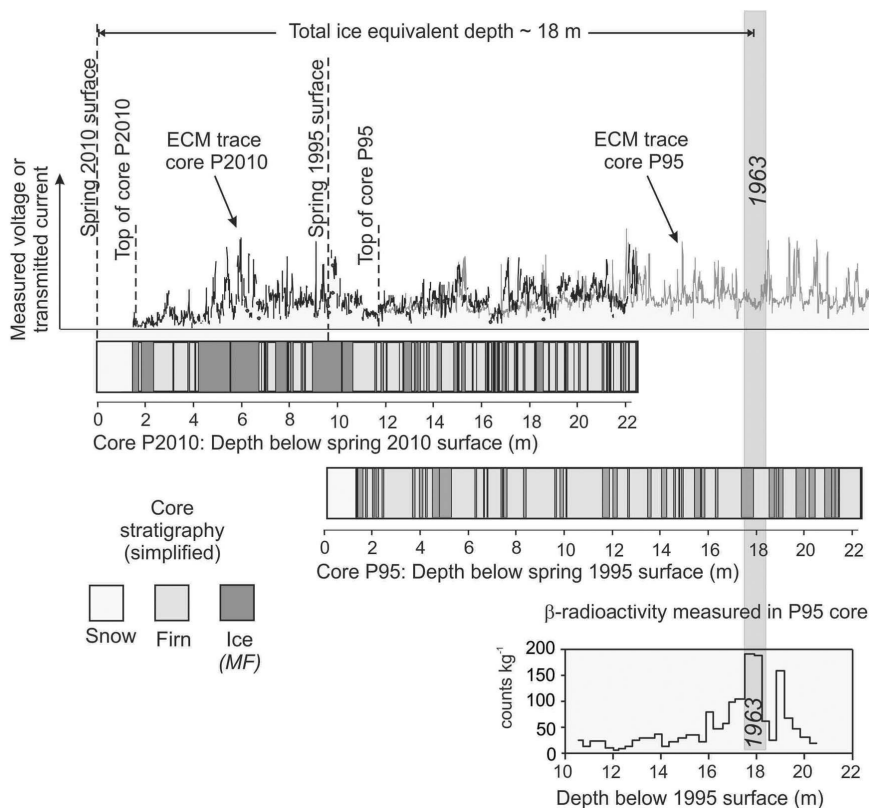 Total ice equivalent depth ~ 18 m
Spring 2010 surface
Top of core P2010
ECM trace
core P2010
Spring 1995 surface
Top of core P95
ECM trace
core P95
1963
Measured voltage or
transmitted current
0 2 4 6 8 10 12 14 16 18 20 22
Core P2010: Depth below spring 2010 surface (m)
0 2 4 6 8 10 12 14 16 18 20 22
Core P95: Depth below spring 1995 surface (m)
Core
stratigraphy
(simplified)
Snow
Firn
Ice
(MF)
β-radioactivity measured in P95 core
counts kg⁻¹
200
150
100
50
0
1963
10 12 14 16 18 20 22
Depth below 1995 surface (m)